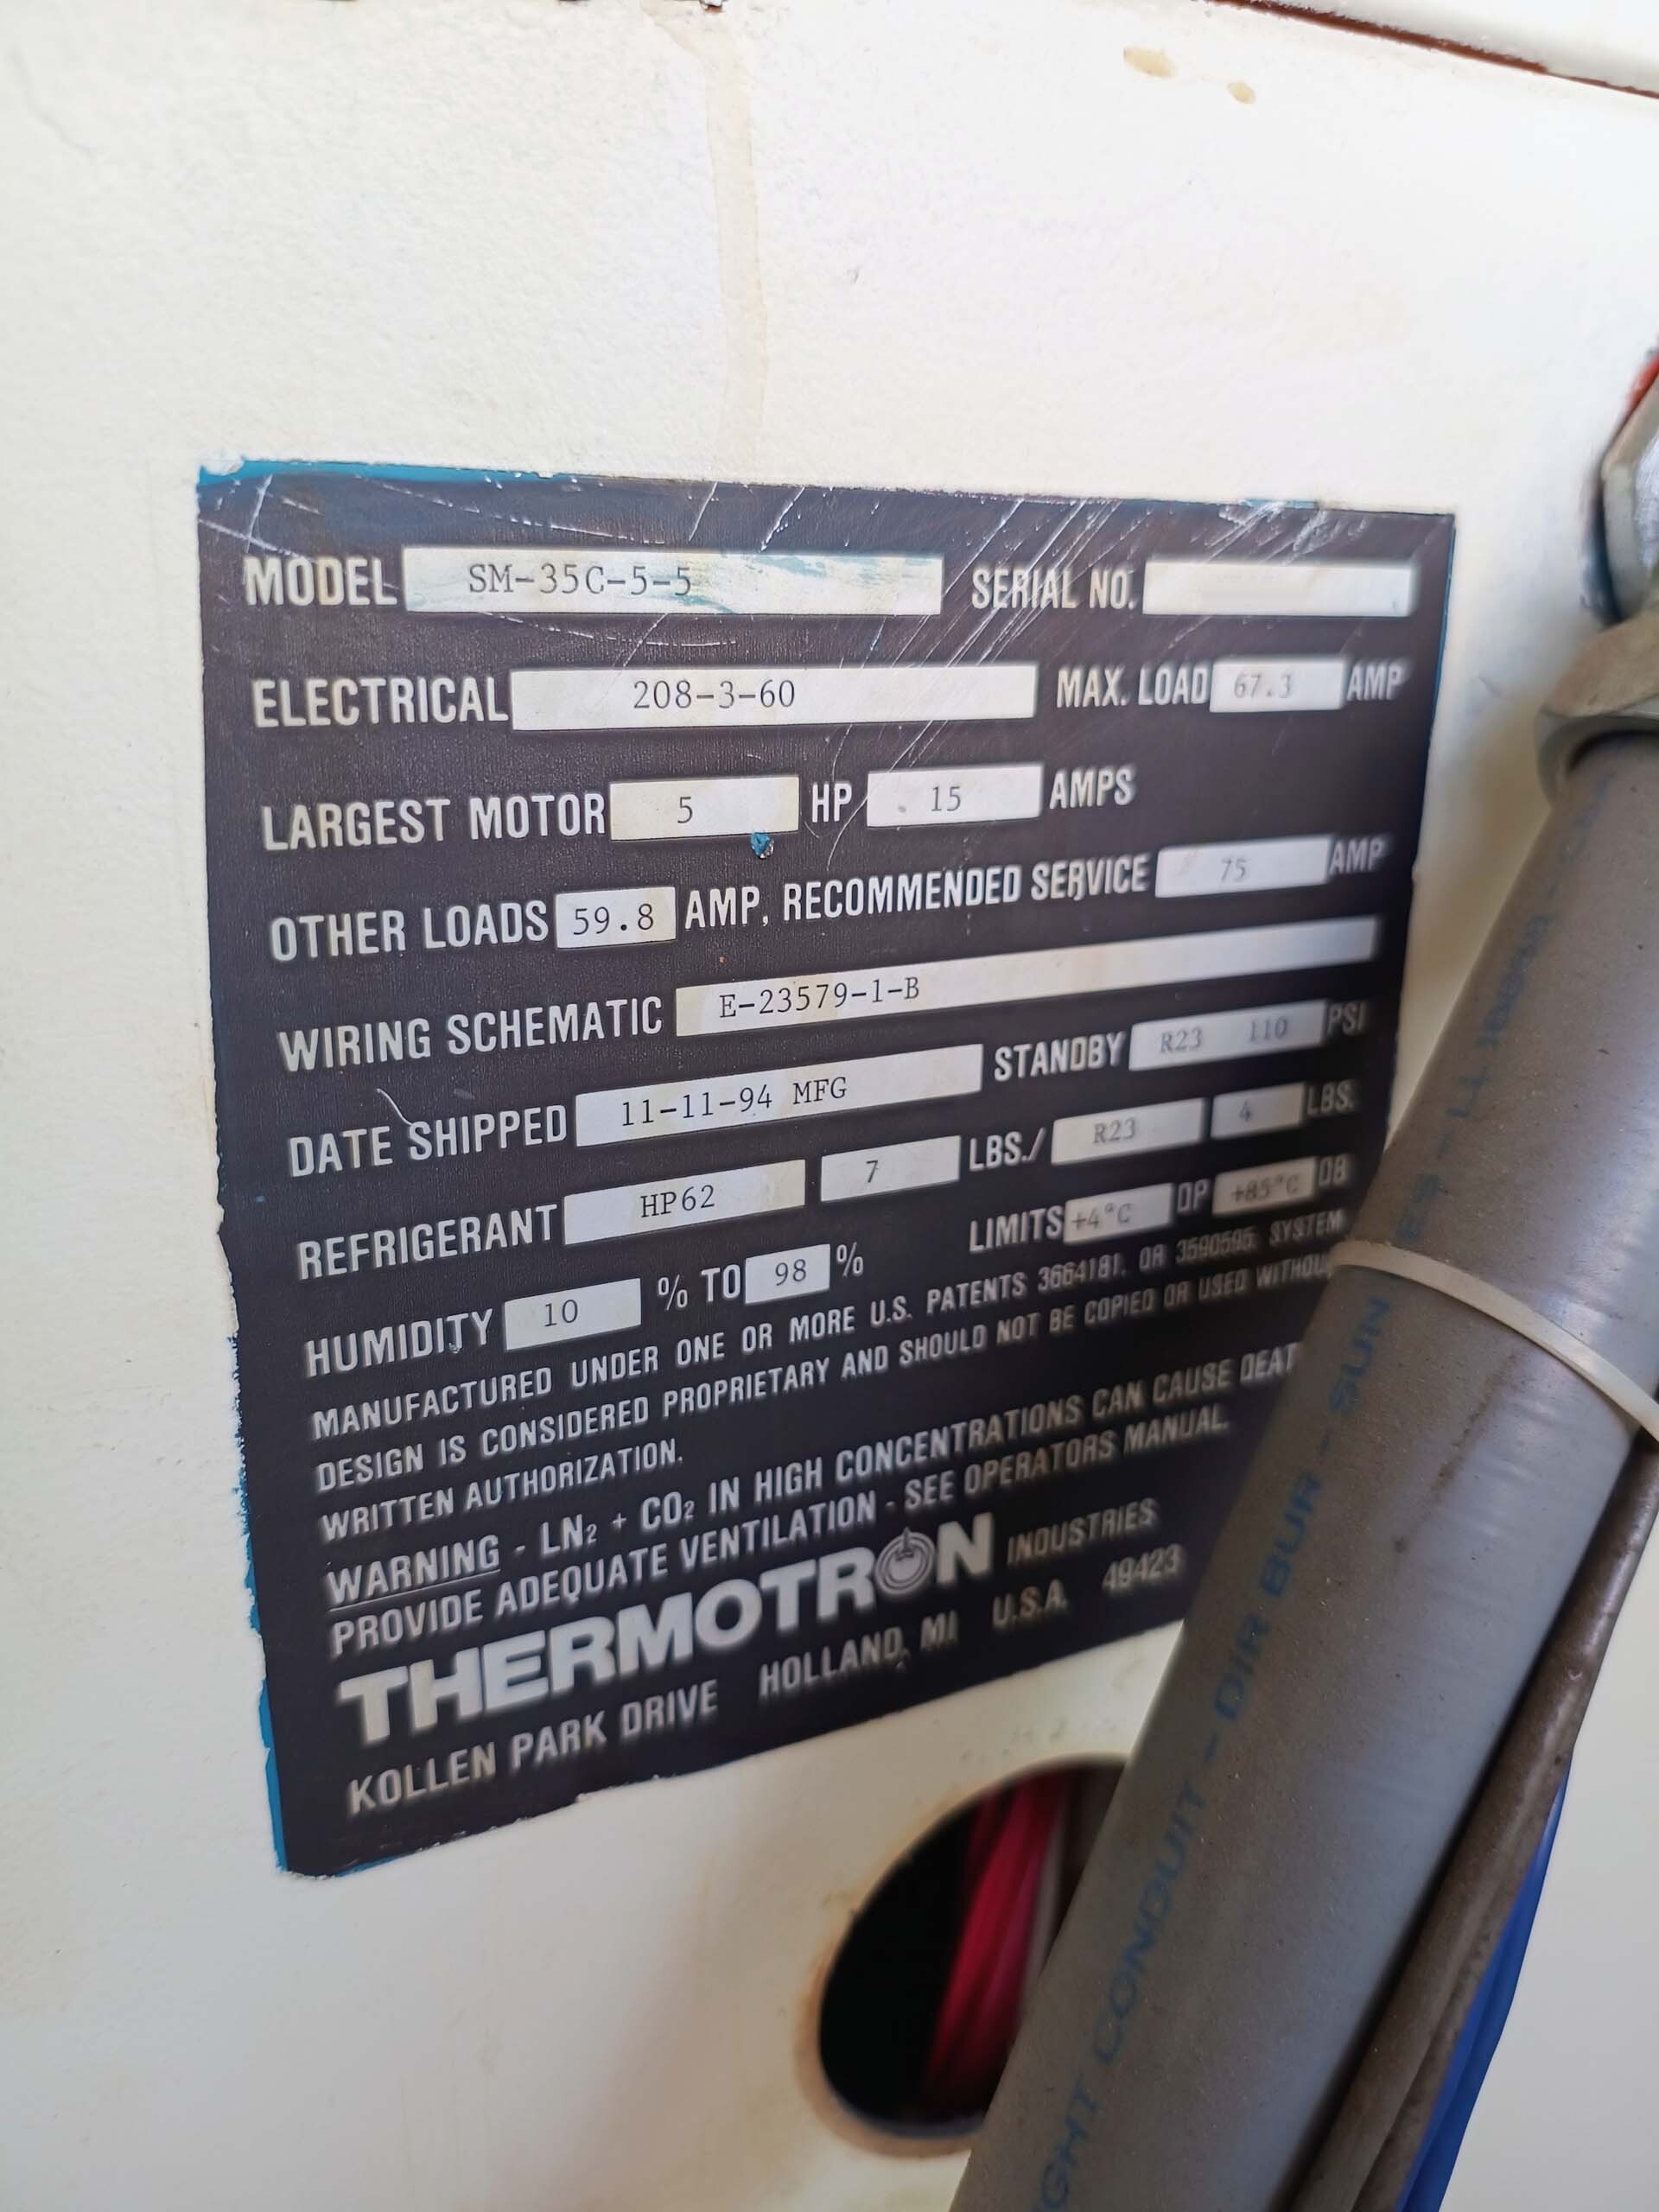 MODEL SM-35C-5-5 SERIAL NO.
ELECTRICAL 208-3-60 MAX. LOAD 67.3 AMP
LARGEST MOTOR 5 HP 15 AMPS
OTHER LOADS 59.8 AMP, RECOMMENDED SERVICE 75 AMP
WIRING SCHEMATIC E-23579-1-B
DATE SHIPPED 11-11-94 MFG STANDBY R23 110 PSI
REFRIGERANT HP62 7 LBS./ R23 4 LBS.
HUMIDITY 10 % TO 98 % LIMITS +4°C DP +85°C DB
MANUFACTURED UNDER ONE OR MORE U.S. PATENTS 3664181, OR 3590595. SYSTEM
DESIGN IS CONSIDERED PROPRIETARY AND SHOULD NOT BE COPIED OR USED WITHOU
WRITTEN AUTHORIZATION.
WARNING - LN₂ + CO₂ IN HIGH CONCENTRATIONS CAN CAUSE DEAT
PROVIDE ADEQUATE VENTILATION - SEE OPERATORS MANUAL.
THERMOTRON INDUSTRIES
KOLLEN PARK DRIVE HOLLAND, MI U.S.A. 49423
GHT CONDUIT - DIR BUR - SUN